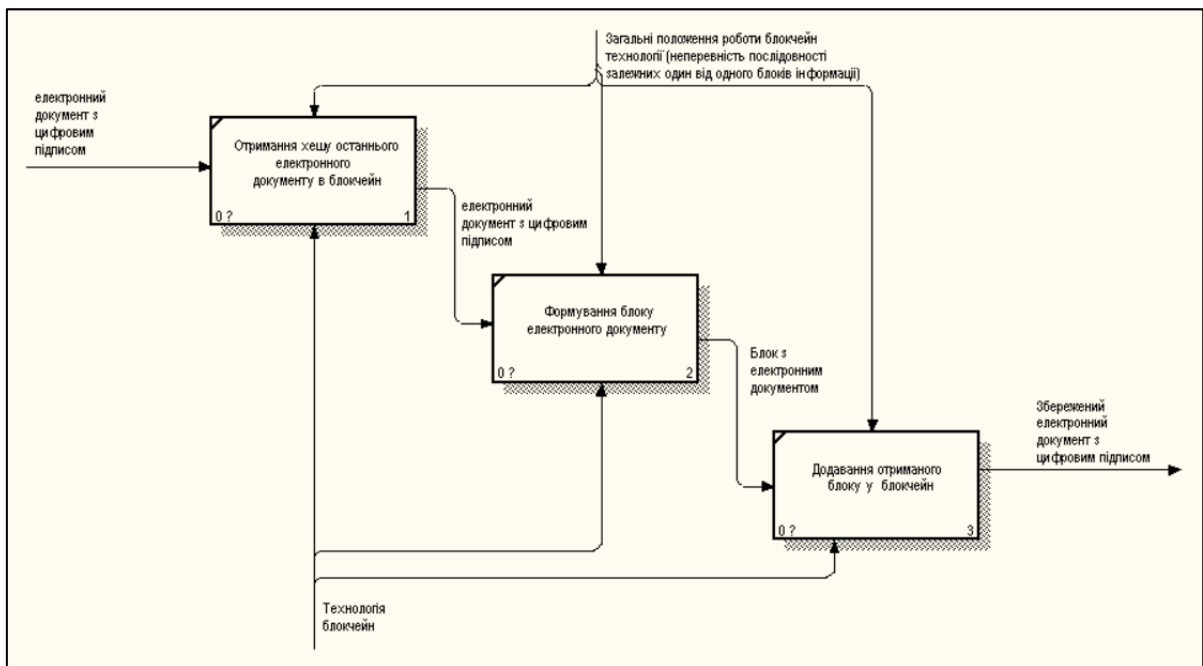 Загальні положення роботи блокчейн
технології (неперевність послідовності
залежних один від одного блоків інформації)
електронний
документ s
цифровим
підписом
Отримання хешу останнього
електронного
документу в блокчейн
0 ?
1
електронний
документ s цифровим
підписом
Формування блоку
електронного документу
0 ?
2
Блок s
електронним
документом
Збережений
електронний
документ s
цифровим підписом
Додавання отриманого
блоку у блокчейн
0 ?
3
Технологія
блокчейн